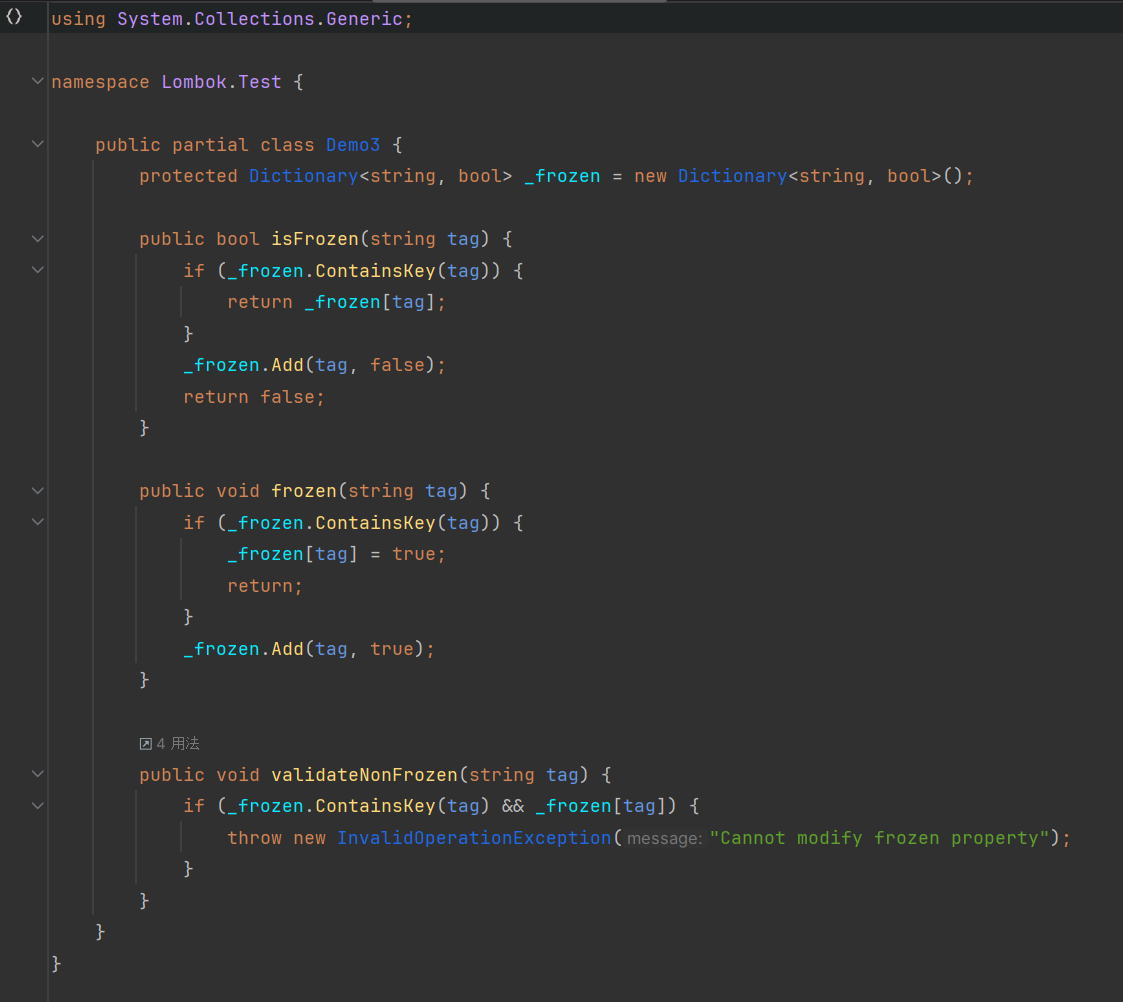 using System.Collections.Generic;
namespace Lombok.Test {
public partial class Demo3 {
protected Dictionary<string, bool> _frozen = new Dictionary<string, bool>();
public bool isFrozen(string tag) {
if (_frozen.ContainsKey(tag)) {
return _frozen[tag];
}
_frozen.Add(tag, false);
return false;
}
public void frozen(string tag) {
if (_frozen.ContainsKey(tag)) {
_frozen[tag] = true;
return;
}
_frozen.Add(tag, true);
}
4 用法
public void validateNonFrozen(string tag) {
if (_frozen.ContainsKey(tag) && _frozen[tag]) {
throw new InvalidOperationException( message: "Cannot modify frozen property");
}
}
}
}